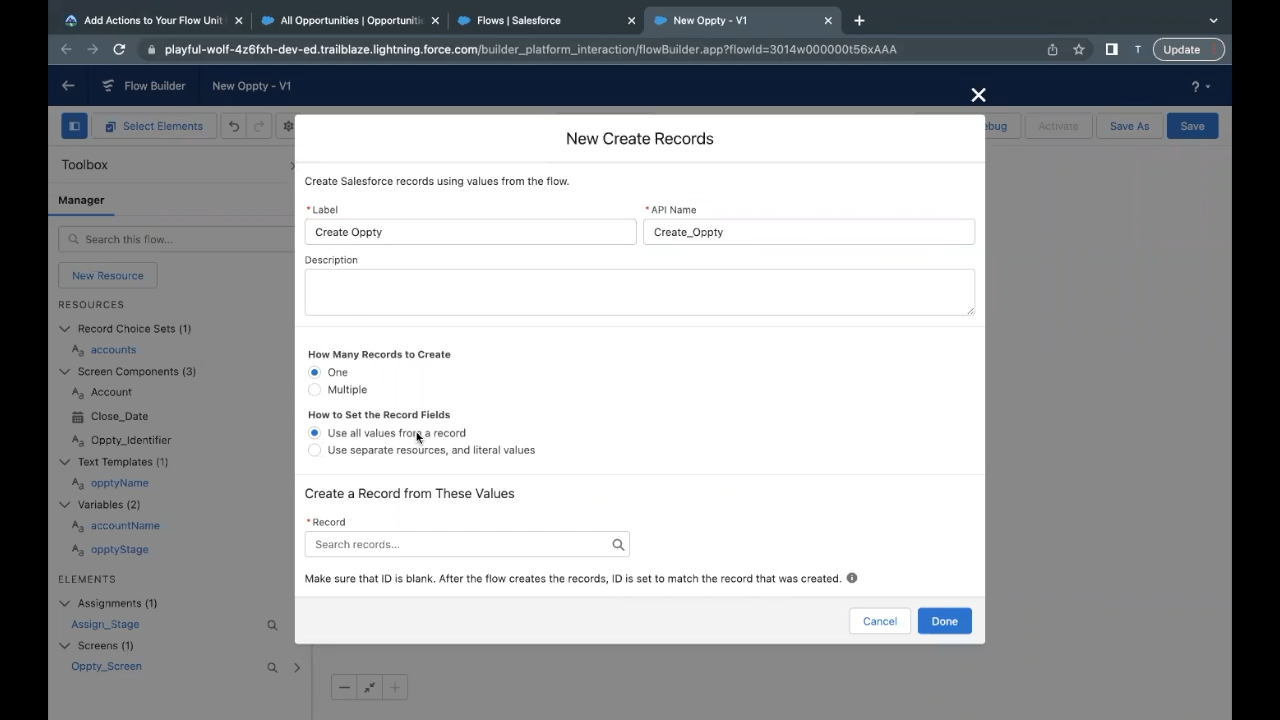 Add Actions to Your Flow Unit
All Opportunities | Opportuniti
Flows | Salesforce
New Oppty - V1
playful-wolf-4z6fxh-dev-ed.trailblaze.lightning.force.com/builder_platform_interaction/flowBuilder.app?flowId=3014w000000t56xAAA
T
Update
Flow Builder
New Oppty - V1
?
Select Elements
ebug
Activate
Save As
Save
Toolbox
Manager
Search this flow...
New Resource
RESOURCES
Record Choice Sets (1)
accounts
Screen Components (3)
Account
Close_Date
Oppty_Identifier
Text Templates (1)
opptyName
Variables (2)
accountName
opptyStage
ELEMENTS
Assignments (1)
Assign_Stage
Screens (1)
Oppty_Screen
New Create Records
Create Salesforce records using values from the flow.
* Label
Create Oppty
* API Name
Create_Oppty
Description
How Many Records to Create
One
Multiple
How to Set the Record Fields
Use all values from a record
Use separate resources, and literal values
Create a Record from These Values
* Record
Search records...
Make sure that ID is blank. After the flow creates the records, ID is set to match the record that was created.
Cancel
Done